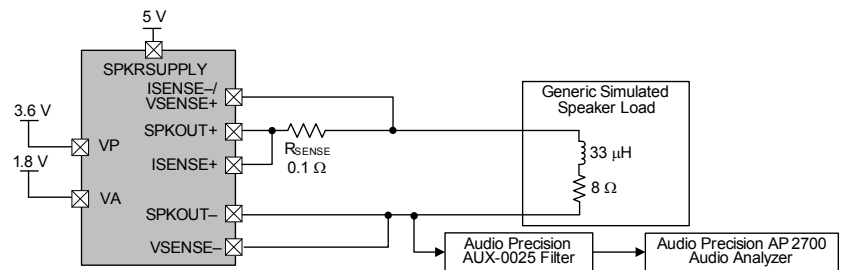 5 V
SPKRSUPPLY
ISENSE–/
VSENSE+
3.6 V
SPKOUT+
VP
RSENSE
0.1 Ω
ISENSE+
1.8 V
VA
SPKOUT–
VSENSE–
Generic Simulated
Speaker Load
33 μH
8 Ω
Audio Precision
AUX-0025 Filter
Audio Precision AP 2700
Audio Analyzer